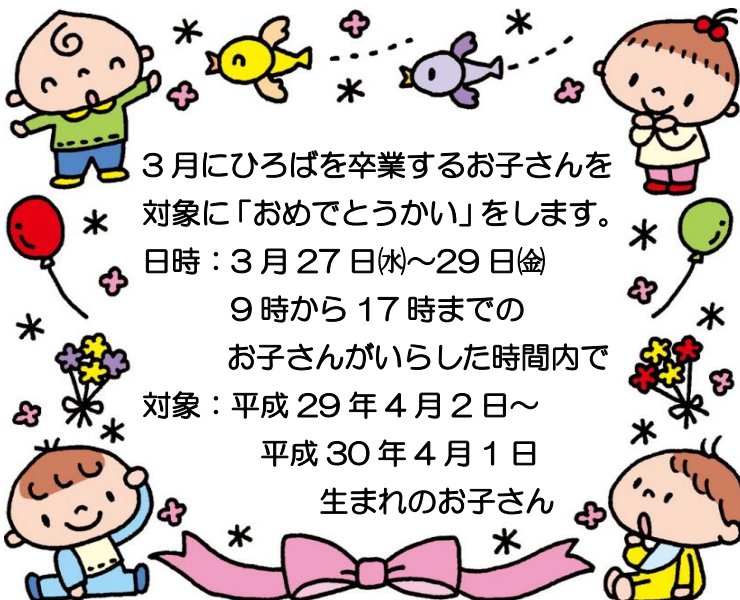 3月にひろばを卒業するお子さんを
対象に「おめでとうかい」をします。
日時：3月27日㈬～29日㈮
9時から17時までの
お子さんがいらした時間内で
対象：平成29年4月2日～
平成30年4月1日
生まれのお子さん